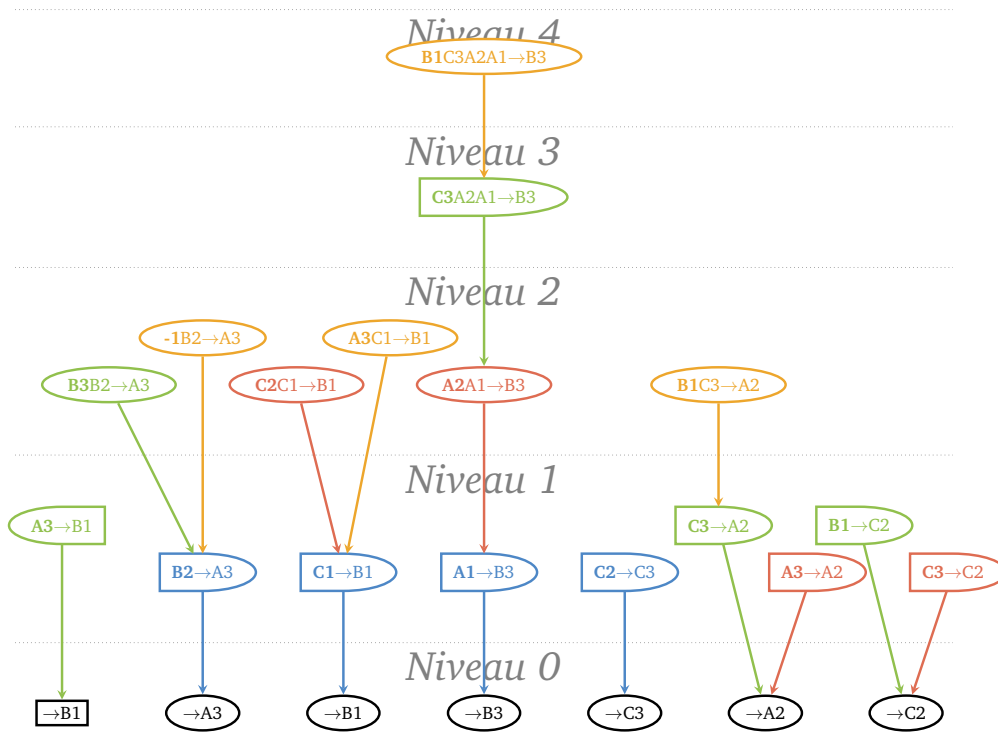 Niveau 4
B1C3A2A1→B3
Niveau 3
C3A2A1→B3
Niveau 2
-1B2→A3
A3C1→B1
B3B2→A3
C2C1→B1
A2A1→B3
B1C3→A2
Niveau 1
A3→B1
C3→A2
B1→C2
B2→A3
C1→B1
A1→B3
C2→C3
A3→A2
C3→C2
Niveau 0
→B1
→A3
→B1
→B3
→C3
→A2
→C2